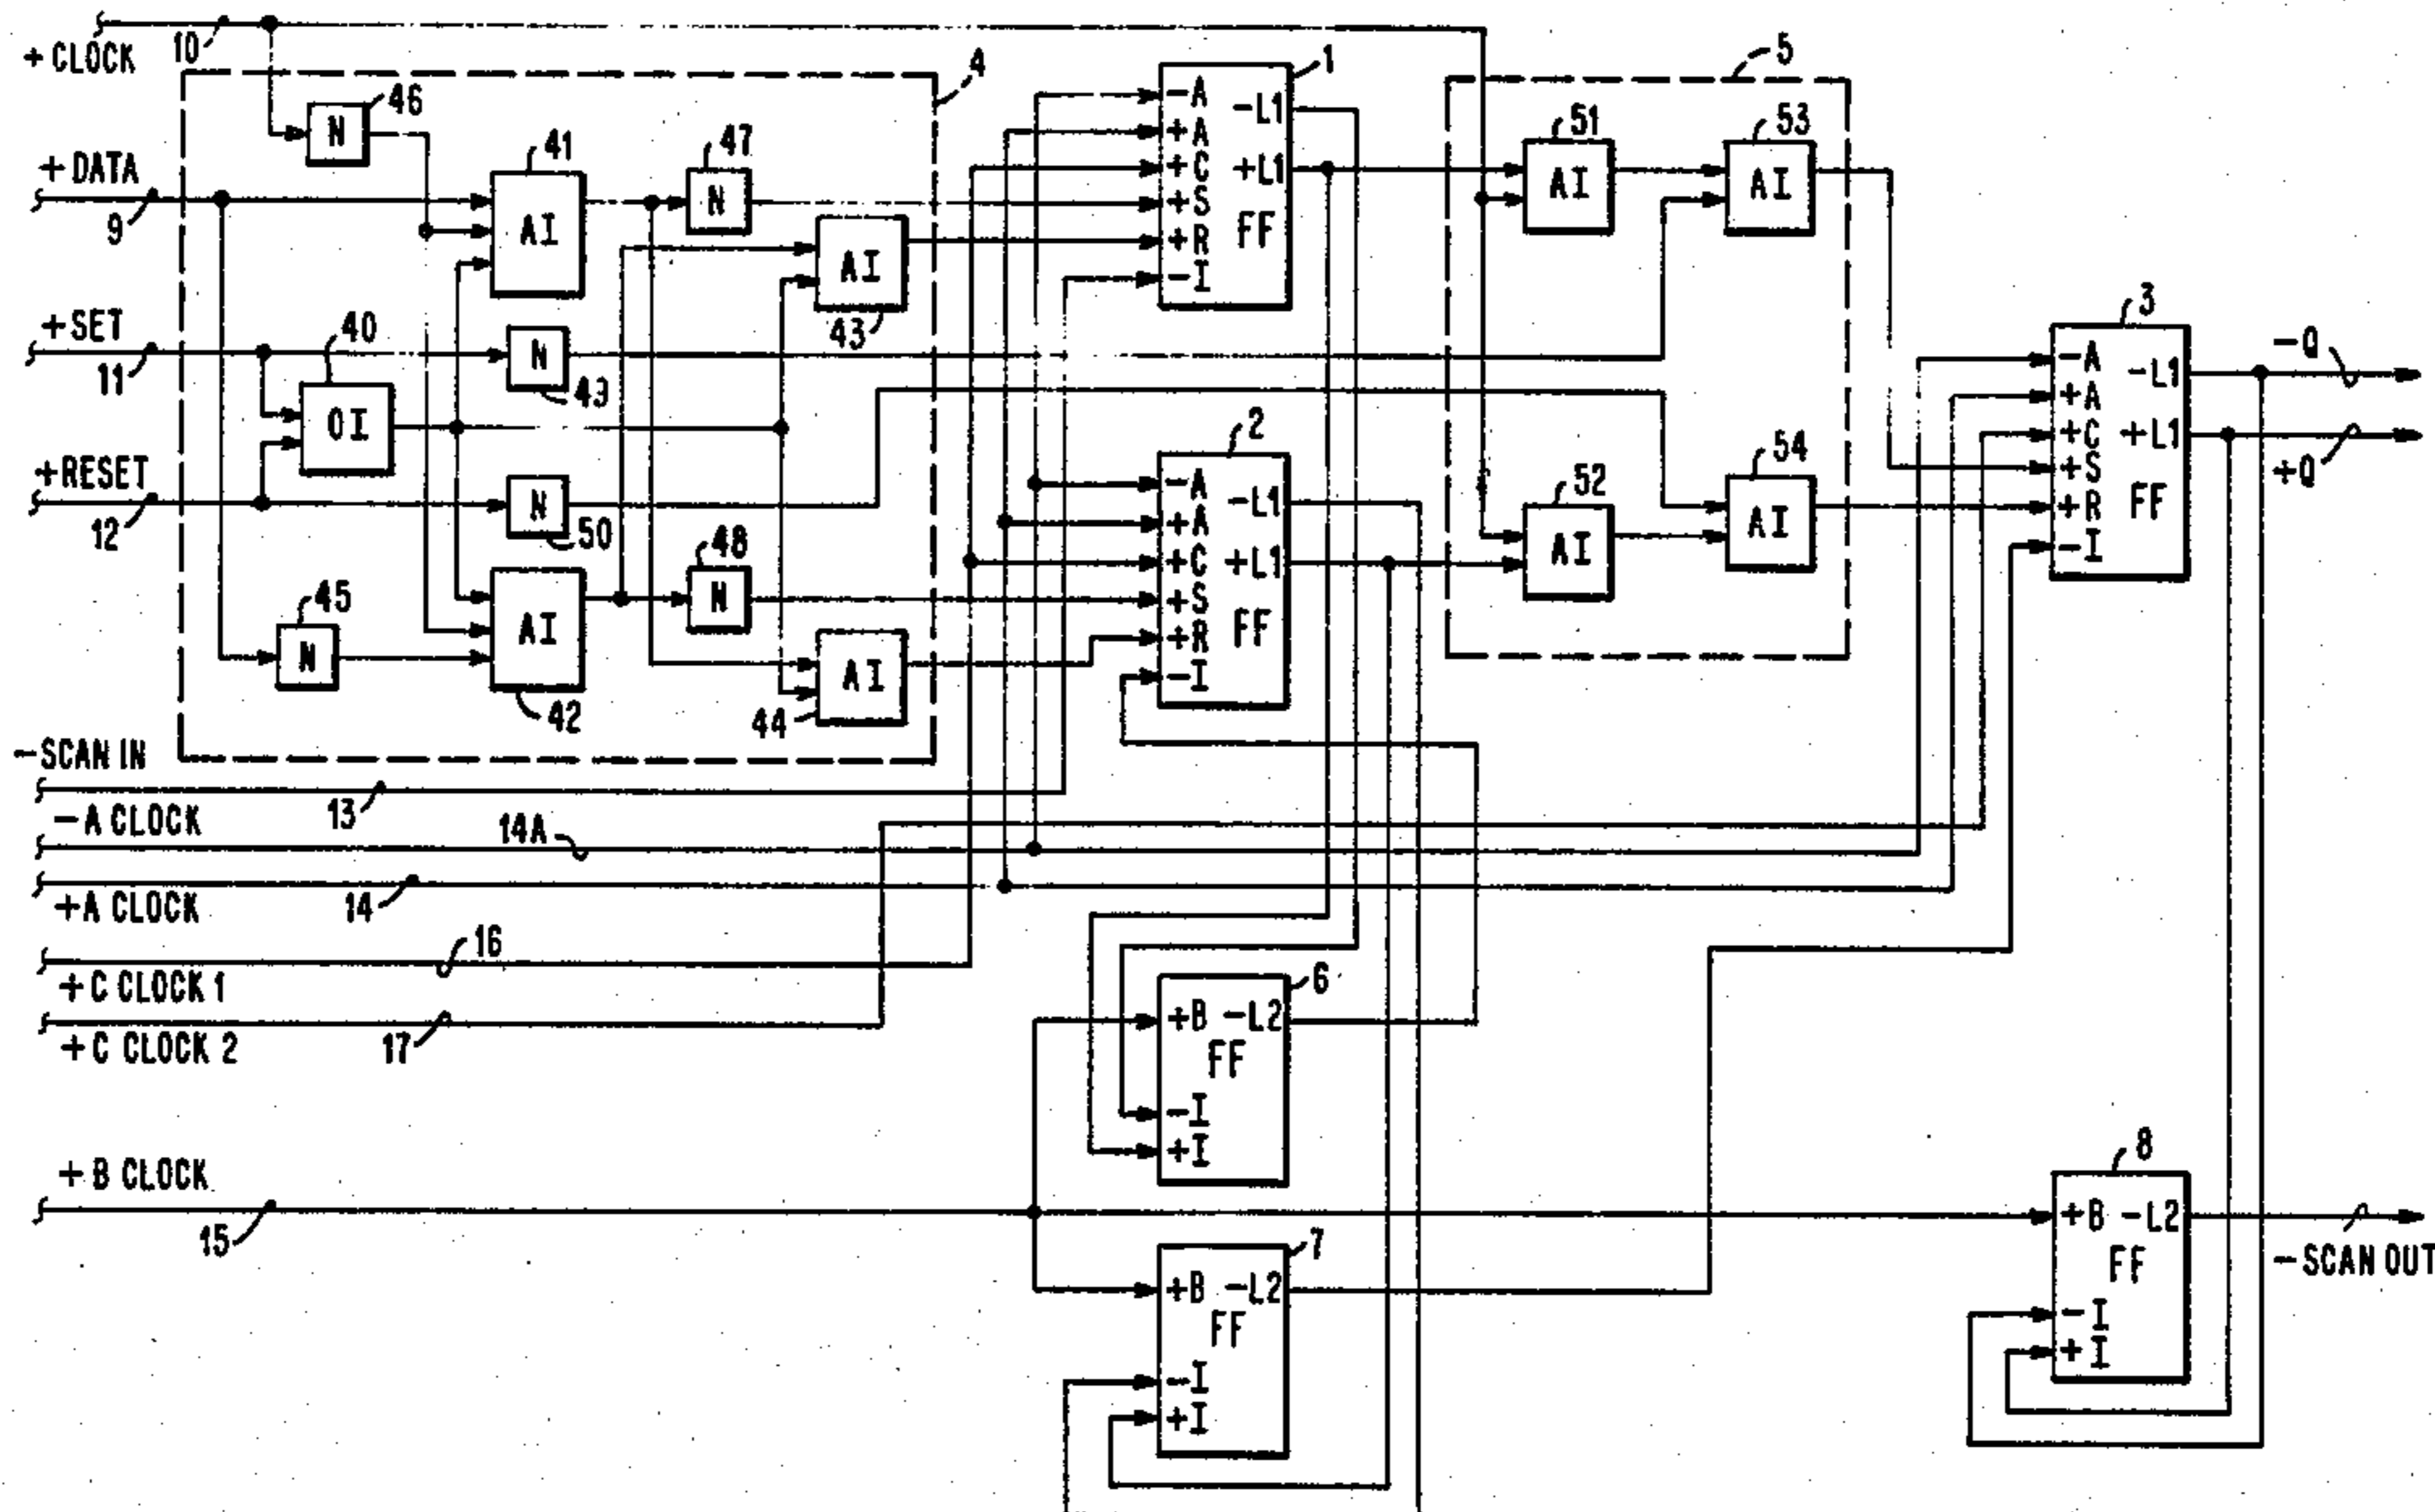 +CLOCK
10
4
1
5
46
N
41
AI
47
N
-A
+A
+C
+S
+R
-I
-L1
+L1
FF
51
AI
53
AI
+DATA
9
AI
43
3
+SET
11
40
OI
N
49
-A
+A
+C
+S
+R
-I
-L1
+L1
FF
-Q
+Q
+RESET
12
N
50
2
-A
+A
+C
+S
+R
-I
-L1
+L1
FF
52
AI
54
AI
48
N
45
N
AI
42
AI
44
-SCAN IN
13
-A CLOCK
14A
+A CLOCK
14
16
+C CLOCK 1
+C CLOCK 2
17
6
+B -L2
FF
-I
+I
+B CLOCK
15
7
+B -L2
FF
-I
+I
8
+B -L2
FF
-I
+I
-SCAN OUT